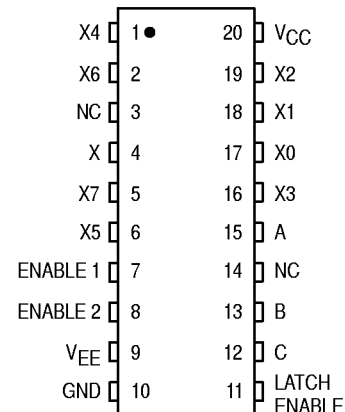 X4 1 20 VCC
X6 2 19 X2
NC 3 18 X1
X 4 17 X0
X7 5 16 X3
X5 6 15 A
ENABLE 1 7 14 NC
ENABLE 2 8 13 B
VEE 9 12 C
GND 10 11 LATCH
ENABLE